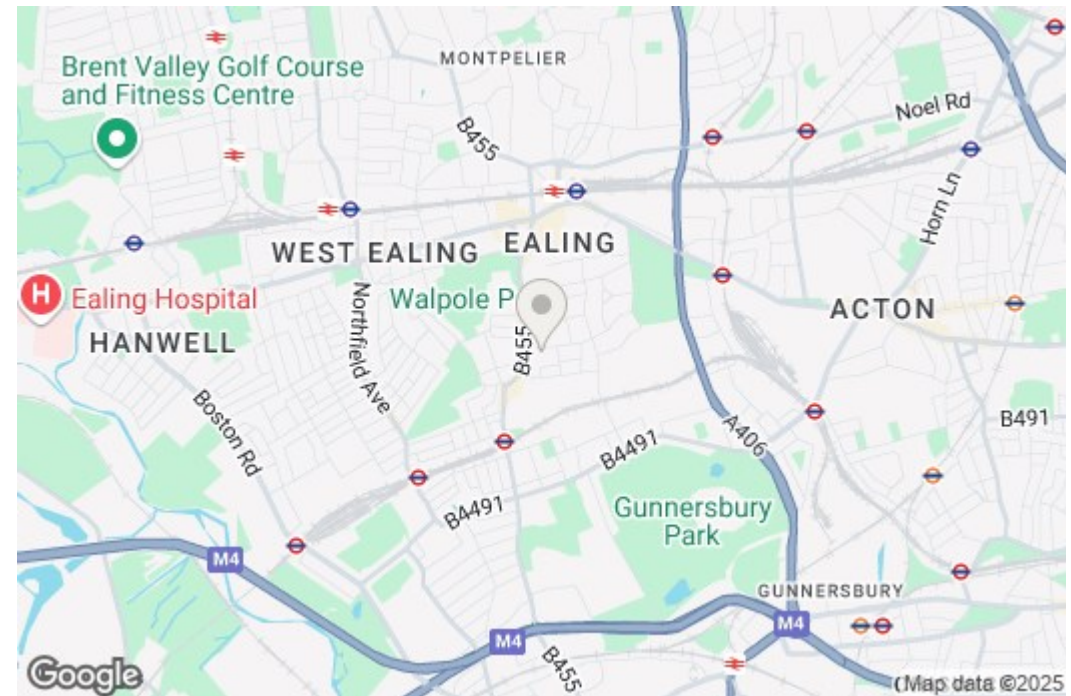 MONTPELIER
Brent Valley Golf Course
and Fitness Centre
B455
Noel Rd
Horn Ln
WEST EALING
EALING
H
Ealing Hospital
Walpole P
ACTON
HANWELL
Northfield Ave
B455
Boston Rd
B491
A406
B4491
B4491
Gunnersbury
Park
M4
GUNNERSBURY
M4
M4
B455
Google
Map data ©2025